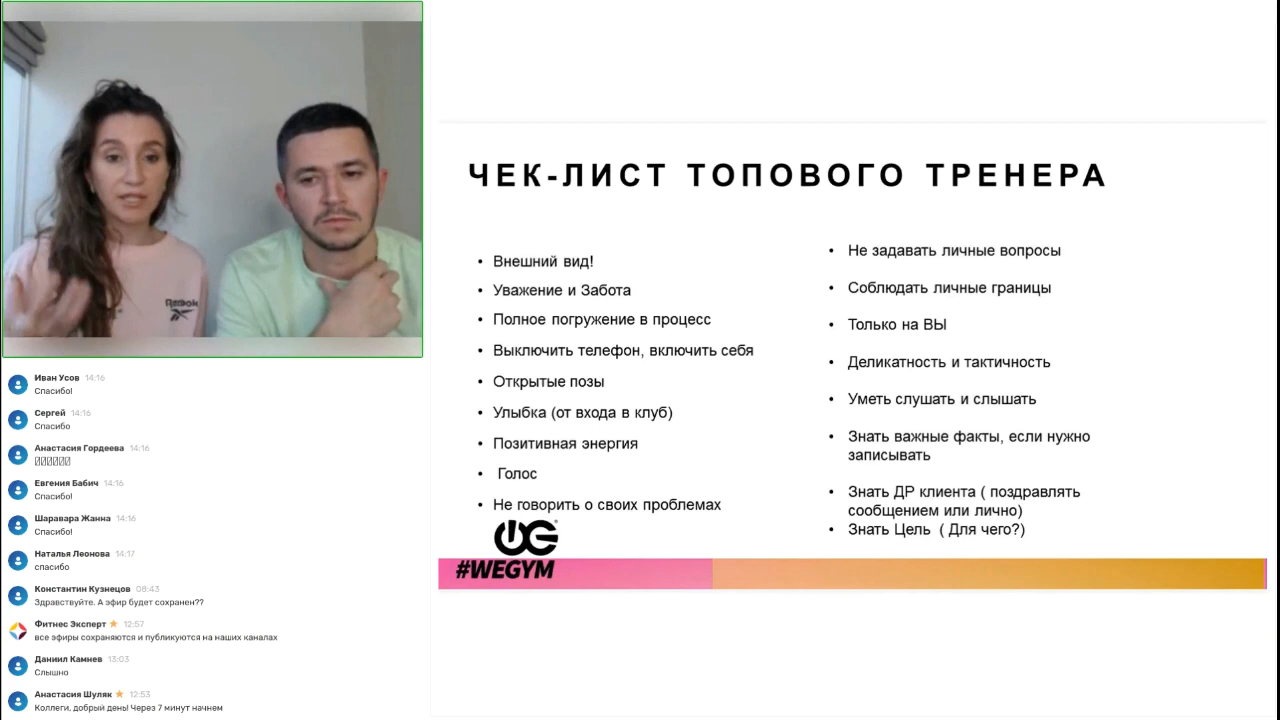 Reebok
Иван Усов 14:16
Спасибо!
Сергей 14:16
Спасибо
Анастасия Гордеева 14:16
Евгения Бабич 14:16
Спасибо!
Шаравара Жанна 14:16
Спасибо!
Наталья Леонова 14:17
спасибо
Константин Кузнецов 08:43
Здравствуйте. А эфир будет сохранен??
Фитнес Эксперт 12:57
все эфиры сохраняются и публикуются на наших каналах
Даниил Камнев 13:03
Слышно
Анастасия Шуляк 12:53
Коллеги, добрый день! Через 7 минут начнем
ЧЕК-ЛИСТ ТОПОВОГО ТРЕНЕРА
• Внешний вид!
• Уважение и Забота
• Полное погружение в процесс
• Выключить телефон, включить себя
• Открытые позы
• Улыбка (от входа в клуб)
• Позитивная энергия
• Голос
• Не говорить о своих проблемах
• Не задавать личные вопросы
• Соблюдать личные границы
• Только на ВЫ
• Деликатность и тактичность
• Уметь слушать и слышать
• Знать важные факты, если нужно
записывать
• Знать ДР клиента ( поздравлять
сообщением или лично)
• Знать Цель ( Для чего?)
#WEGYM